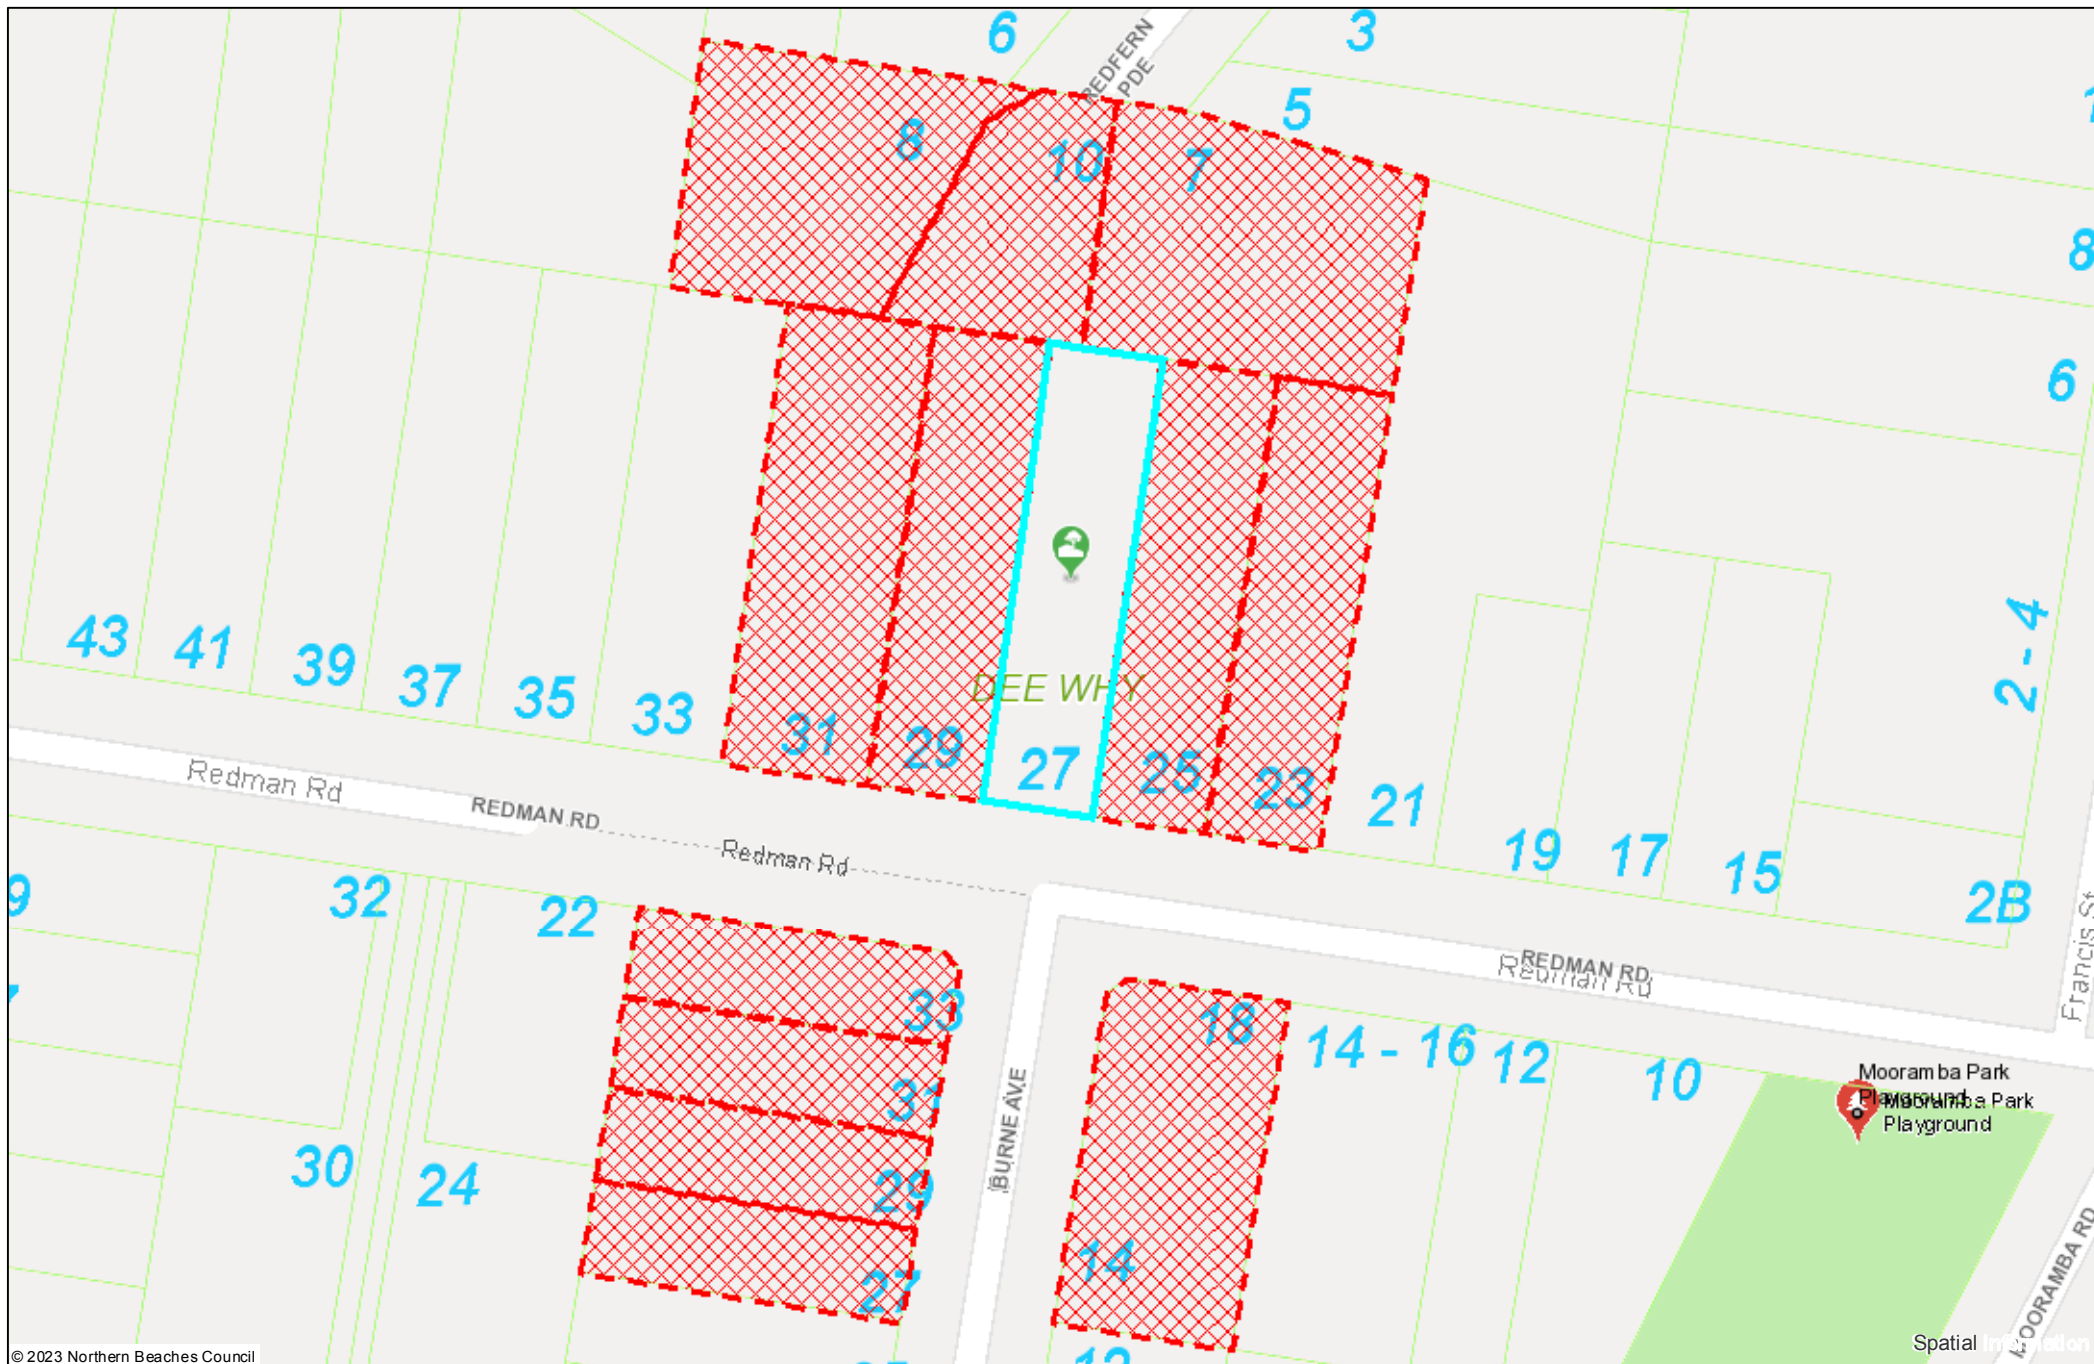 6
REDFERN
PDE
3
5
8
10
7
8
6
2 - 4
43
41
39
37
35
33
31
29
DEE WHY
27
25
23
21
19
17
15
2B
Redman Rd
REDMAN RD
Redman Rd
REDMAN RD
Redman Rd
Francis St
9
32
22
33
31
29
27
30
24
BURNE AVE
18
14
14 - 16
12
10
Mooramba Park
Playground
Mooramba Park
Playground
MOORAMBA RD
Spatial Information
© 2023 Northern Beaches Council